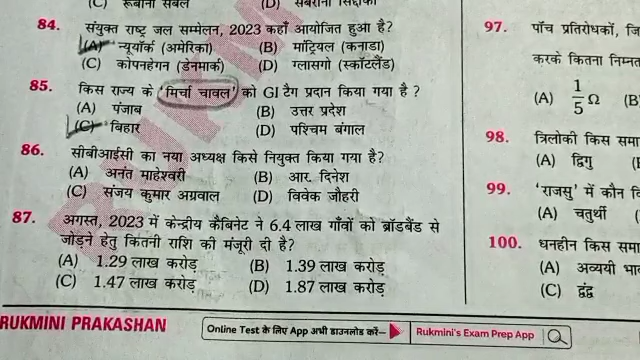 (C) रूबीना सेबल (D) सबरीना सिद्दीकी
84. संयुक्त राष्ट्र जल सम्मेलन, 2023 कहाँ आयोजित हुआ है?
(A) न्यूयॉर्क (अमेरिका) (B) मॉट्रियल (कनाडा)
(C) कोपनहेगन (डेनमार्क) (D) ग्लासगो (स्कॉटलैंड)
85. किस राज्य के 'मिर्चा चावल' को GI टैग प्रदान किया गया है ?
(A) पंजाब (B) उत्तर प्रदेश
(C) बिहार (D) पश्चिम बंगाल
86. सीबीआईसी का नया अध्यक्ष किसे नियुक्त किया गया है?
(A) अनंत माहेश्वरी (B) आर. दिनेश
(C) संजय कुमार अग्रवाल (D) विवेक जौहरी
87. अगस्त, 2023 में केन्द्रीय कैबिनेट ने 6.4 लाख गाँवों को ब्रॉडबैंड से
जोड़ने हेतु कितनी राशि की मंजूरी दी है?
(A) 1.29 लाख करोड़ (B) 1.39 लाख करोड़
(C) 1.47 लाख करोड़ (D) 1.87 लाख करोड़
97. पाँच प्रतिरोधकों, जि
करके कितना निम्नत
(A) 1/5 Ω (B
98. त्रिलोकी किस समा
(A) द्विगु
99. 'राजसु' में कौन वि
(A) चतुर्थी
100. धनहीन किस समा
(A) अव्ययी भा
(C) द्वंद्व
RUKMINI PRAKASHAN
Online Test के लिए App अभी डाउनलोड करें– Rukmini's Exam Prep App